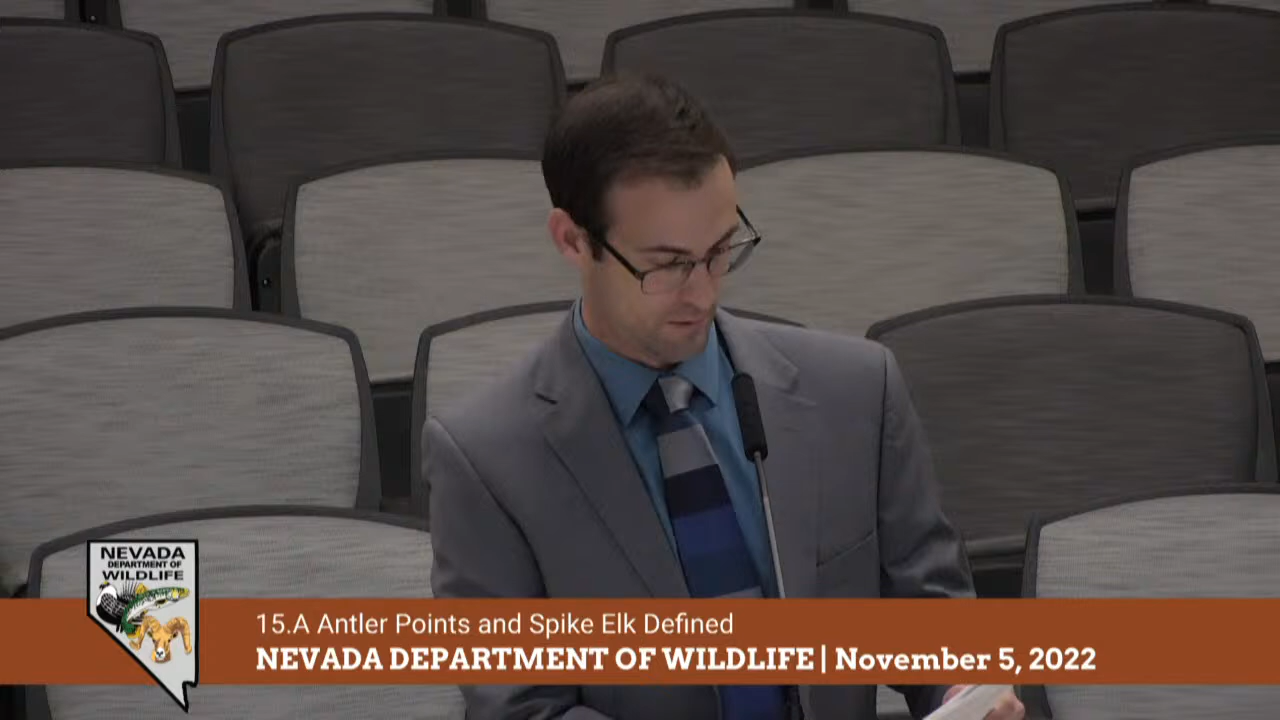 NEVADA
DEPARTMENT OF
WILDLIFE
15.A Antler Points and Spike Elk Defined
NEVADA DEPARTMENT OF WILDLIFE | November 5, 2022